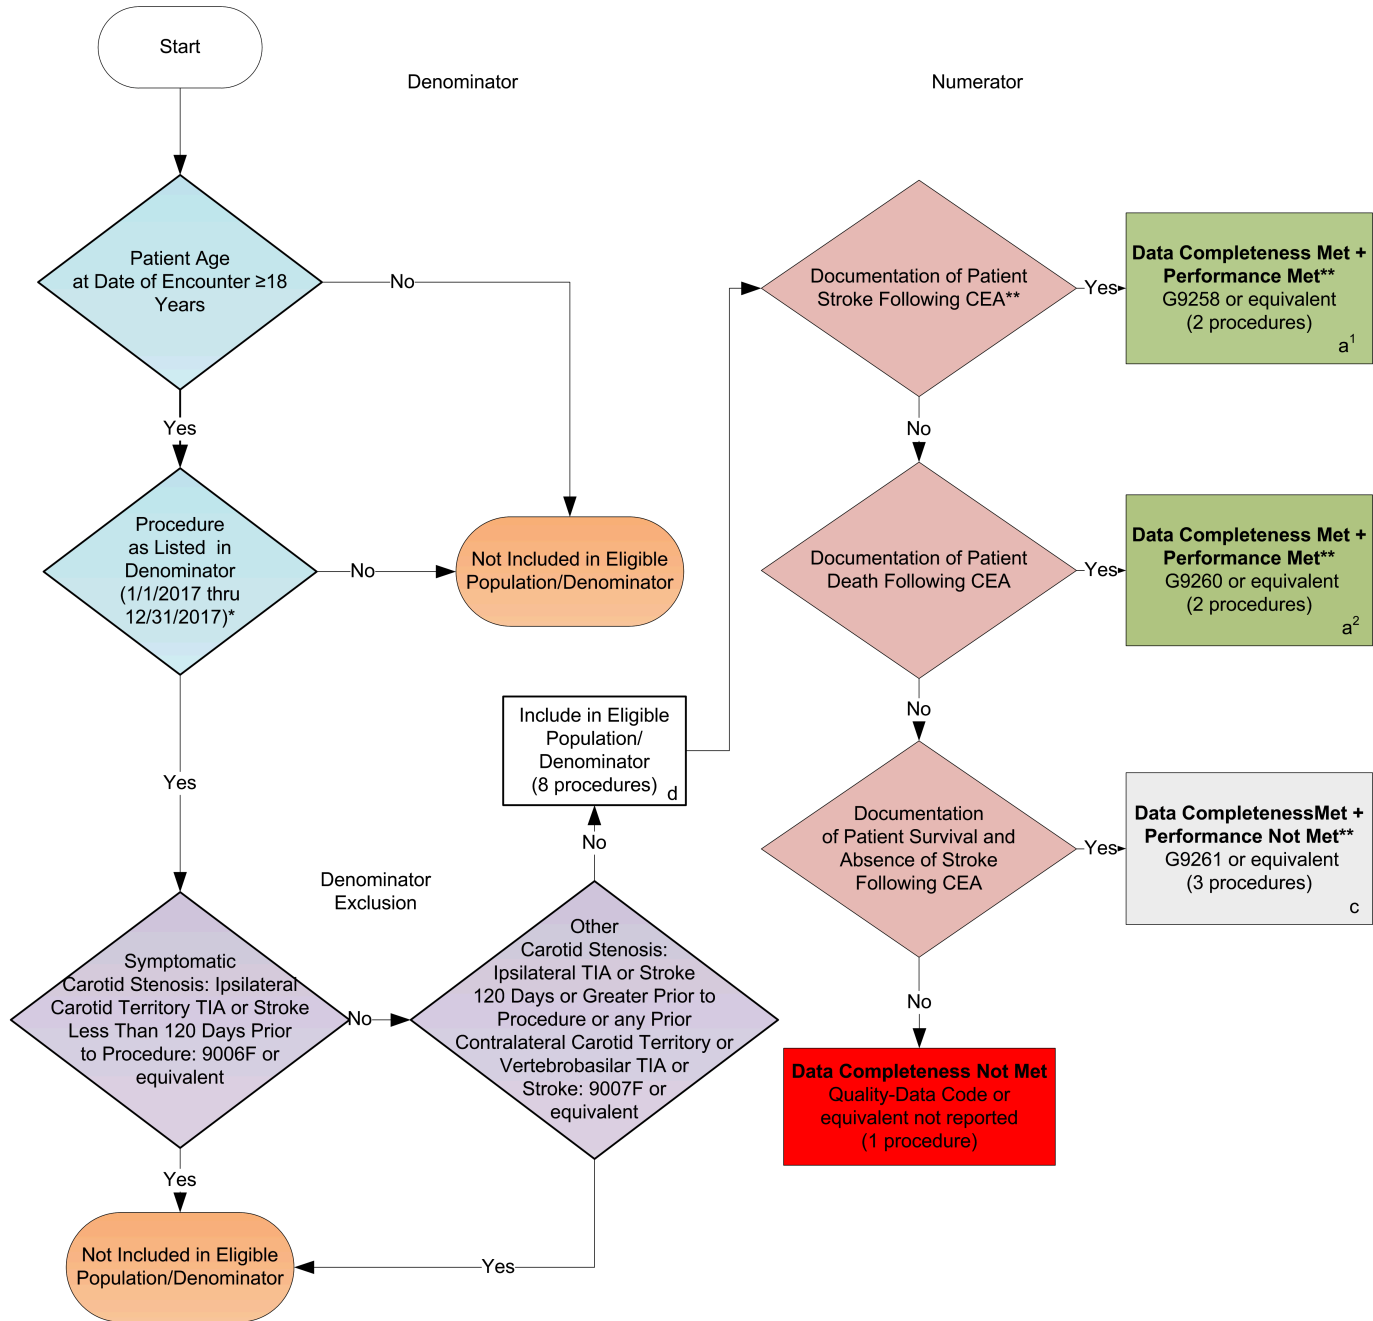 Start
Denominator
Numerator
Patient Age
at Date of Encounter ≥18
Years
No
Yes
Procedure
as Listed in
Denominator
(1/1/2017 thru
12/31/2017)*
No
Not Included in Eligible
Population/Denominator
Yes
Denominator
Exclusion
Symptomatic
Carotid Stenosis: Ipsilateral
Carotid Territory TIA or Stroke
Less Than 120 Days Prior
to Procedure: 9006F or
equivalent
No
Yes
Not Included in Eligible
Population/Denominator
Other
Carotid Stenosis:
Ipsilateral TIA or Stroke
120 Days or Greater Prior to
Procedure or any Prior
Contralateral Carotid Territory or
Vertebrobasilar TIA or
Stroke: 9007F or
equivalent
Yes
No
Include in Eligible
Population/
Denominator
(8 procedures)
d
Documentation of Patient
Stroke Following CEA**
Yes
Data Completeness Met +
Performance Met**
G9258 or equivalent
(2 procedures)
a¹
No
Documentation of Patient
Death Following CEA
Yes
Data Completeness Met +
Performance Met**
G9260 or equivalent
(2 procedures)
a²
No
Documentation
of Patient Survival and
Absence of Stroke
Following CEA
Yes
Data CompletenessMet +
Performance Not Met**
G9261 or equivalent
(3 procedures)
c
No
Data Completeness Not Met
Quality-Data Code or
equivalent not reported
(1 procedure)